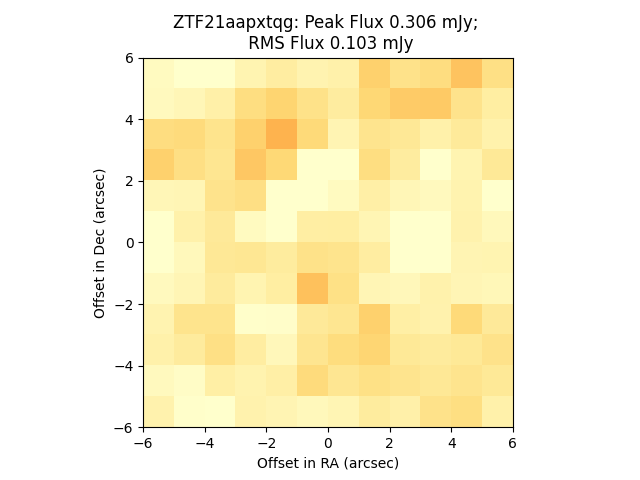 ZTF21aapxtqg: Peak Flux 0.306 mJy;
RMS Flux 0.103 mJy
6
4
2
0
−2
−4
−6
Offset in Dec (arcsec)
−6 −4 −2 0 2 4 6
Offset in RA (arcsec)